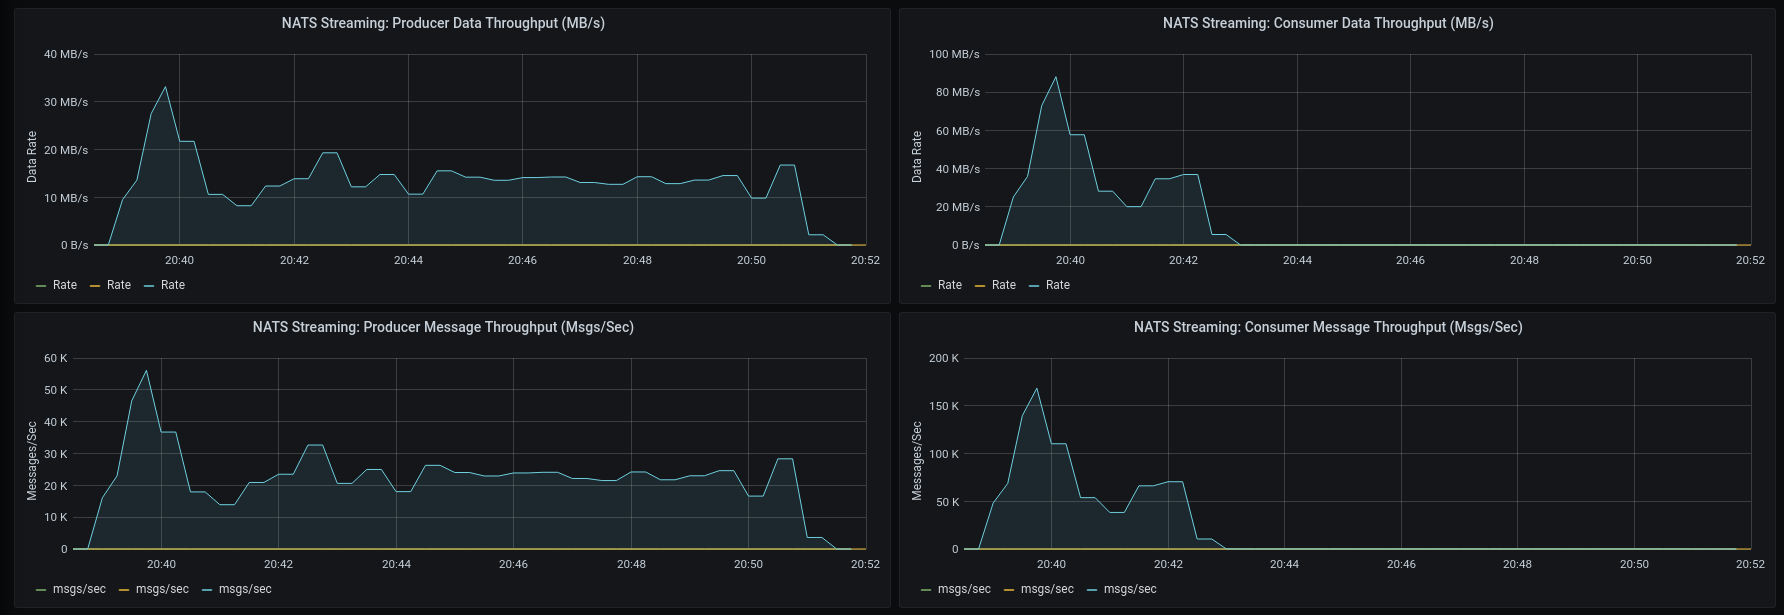 NATS Streaming: Producer Data Throughput (MB/s)
40 MB/s
30 MB/s
20 MB/s
10 MB/s
0 B/s
Data Rate
20:40 20:42 20:44 20:46 20:48 20:50 20:52
Rate Rate Rate
NATS Streaming: Consumer Data Throughput (MB/s)
100 MB/s
80 MB/s
60 MB/s
40 MB/s
20 MB/s
0 B/s
Data Rate
20:40 20:42 20:44 20:46 20:48 20:50 20:52
Rate Rate Rate
NATS Streaming: Producer Message Throughput (Msgs/Sec)
60 K
50 K
40 K
30 K
20 K
10 K
0
Messages/Sec
20:40 20:42 20:44 20:46 20:48 20:50 20:52
msgs/sec msgs/sec msgs/sec
NATS Streaming: Consumer Message Throughput (Msgs/Sec)
200 K
150 K
100 K
50 K
0
Messages/Sec
20:40 20:42 20:44 20:46 20:48 20:50 20:52
msgs/sec msgs/sec msgs/sec